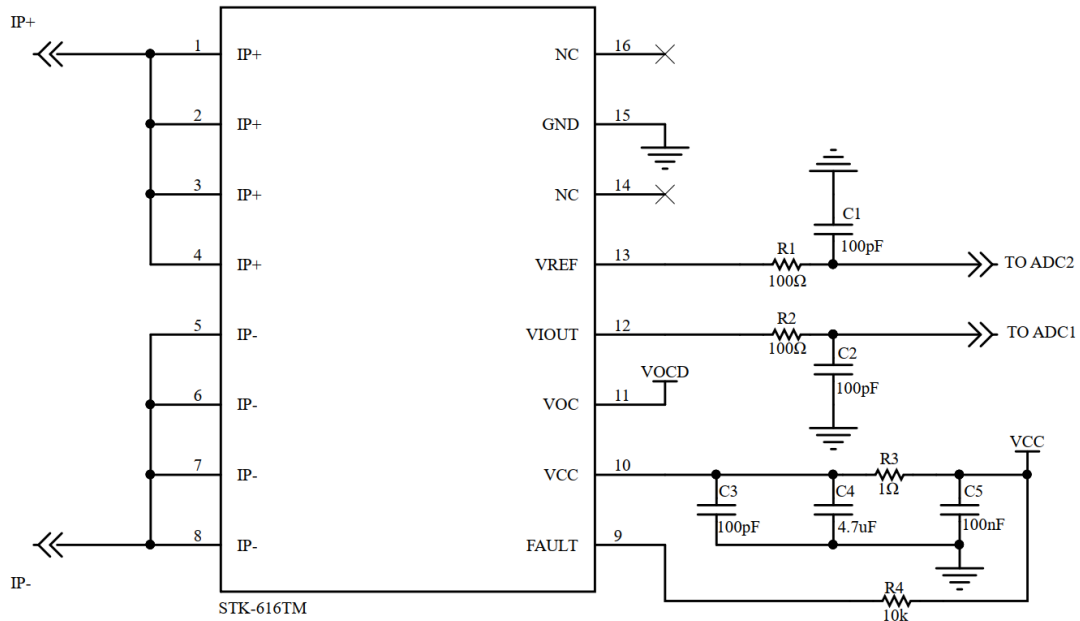 IP+
1 IP+ NC 16
2 IP+ GND 15
3 IP+ NC 14
C1
100pF
4 IP+ VREF 13 R1 TO ADC2
100Ω
5 IP- VIOUT 12 R2 TO ADC1
100Ω
C2
100pF
VOCD
6 IP- VOC 11
VCC
7 IP- VCC 10 R3
1Ω
C3 C4 C5
100pF 4.7uF 100nF
8 IP- FAULT 9
IP-
R4
10k
STK-616TM